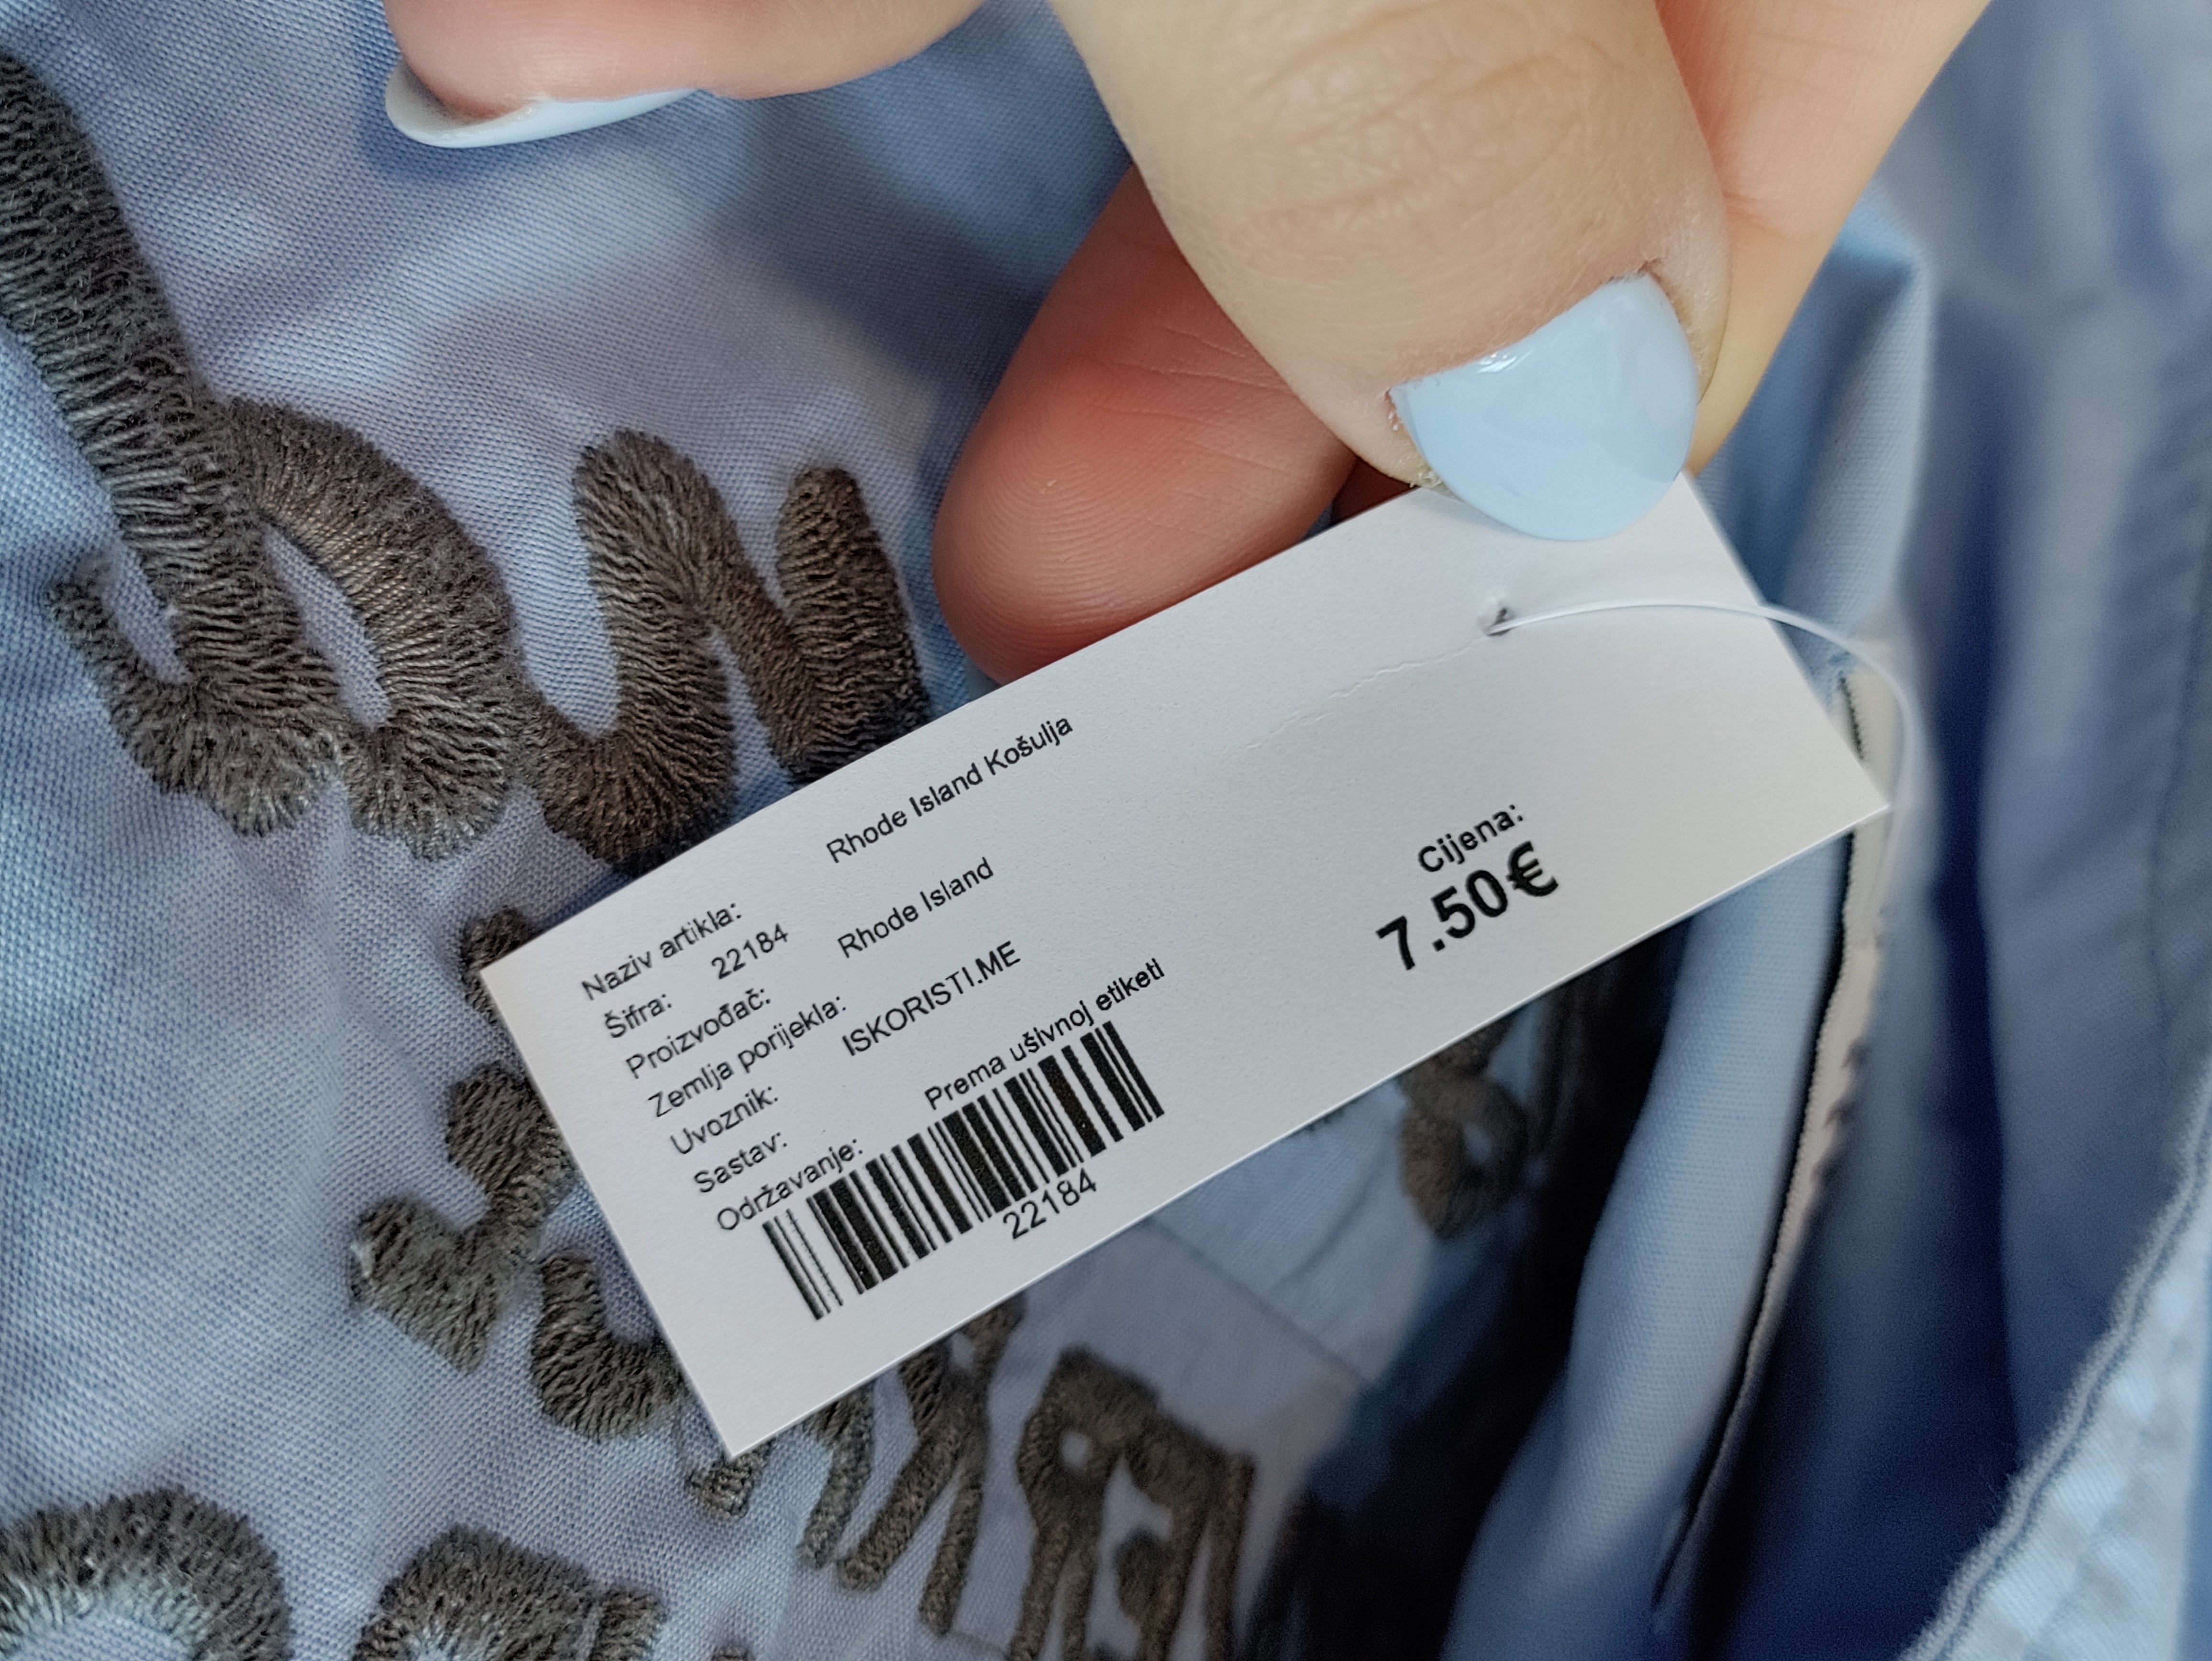 Naziv artikla: Rhode Island Košulja
Šifra: 22184
Proizvođač: Rhode Island
Zemlja porijekla:
Uvoznik: ISKORISTI.ME
Sastav:
Održavanje: Prema ušivnoj etiketi
22184
Cijena:
7.50€